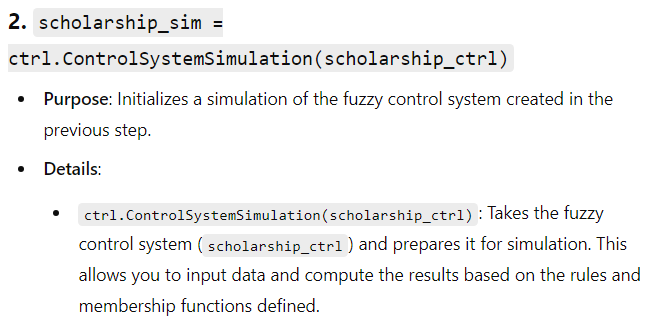 2. scholarship_sim =
ctrl.ControlSystemSimulation(scholarship_ctrl)
• Purpose: Initializes a simulation of the fuzzy control system created in the
previous step.
• Details:
• ctrl.ControlSystemSimulation(scholarship_ctrl) : Takes the fuzzy
control system ( scholarship_ctrl ) and prepares it for simulation. This
allows you to input data and compute the results based on the rules and
membership functions defined.